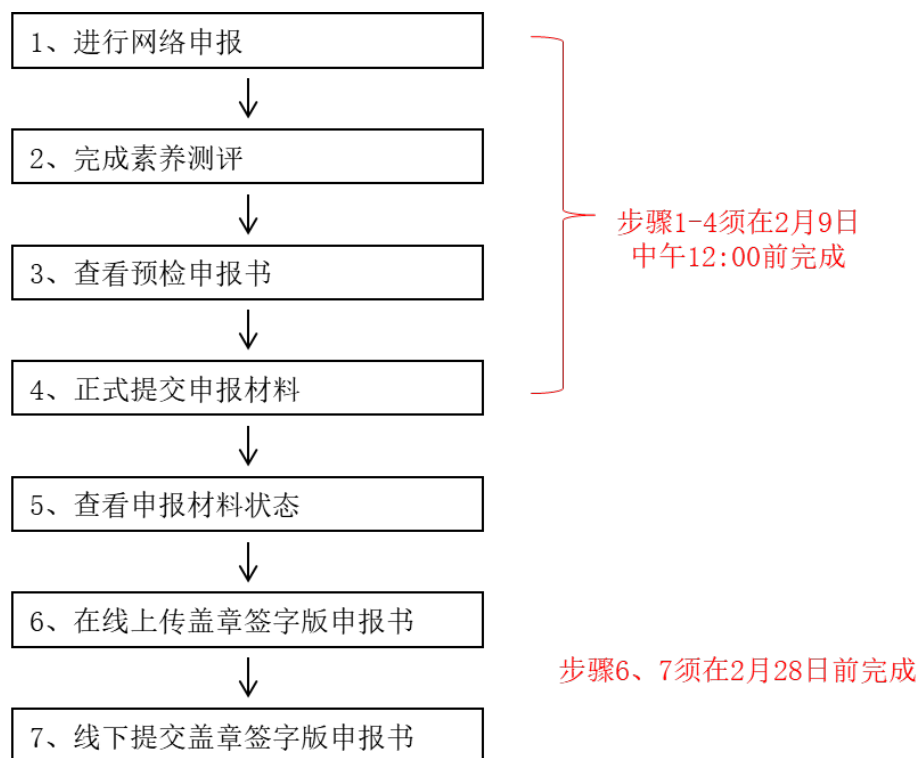 1、进行网络申报
2、完成素养测评
3、查看预检申报书
4、正式提交申报材料
步骤1-4须在2月9日
中午12:00前完成
5、查看申报材料状态
6、在线上传盖章签字版申报书
7、线下提交盖章签字版申报书
步骤6、7须在2月28日前完成